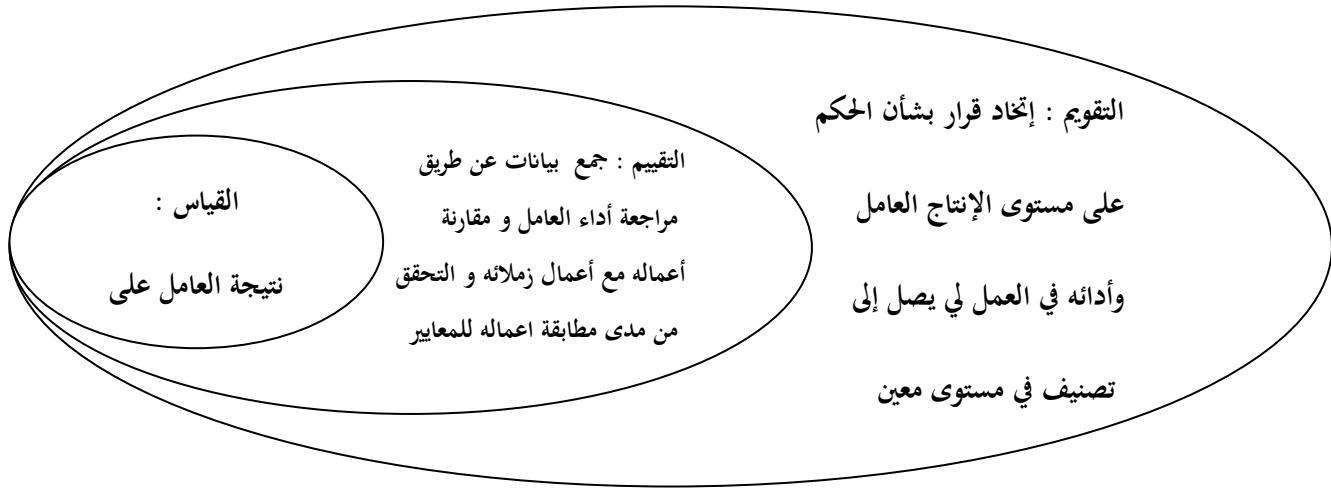 التقويم : إتخاد قرار بشأن الحكم
على مستوى الإنتاج العامل
وأدائه في العمل لي يصل إلى
تصنيف في مستوى معين
التقييم : جمع بيانات عن طريق
مراجعة أداء العامل و مقارنة
أعماله مع أعمال زملائه و التحقق
من مدى مطابقة اعماله للمعايير
القياس :
نتيجة العامل على